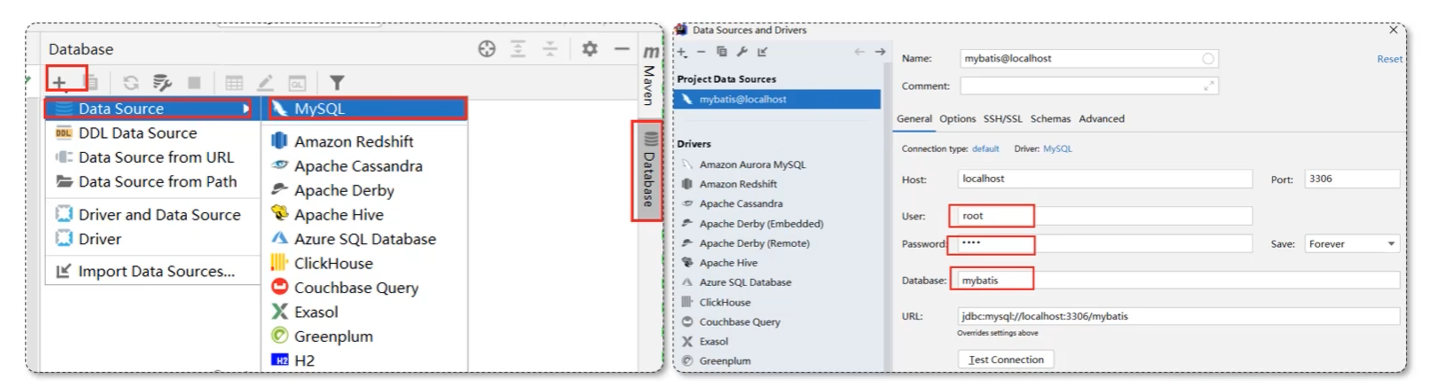 Database
m
Maven
Database
Data Source
DDL DDL Data Source
Data Source from URL
Data Source from Path
Driver and Data Source
Driver
Import Data Sources...
QL
MySQL
Amazon Redshift
Apache Cassandra
Apache Derby
Apache Hive
Azure SQL Database
ClickHouse
Couchbase Query
Exasol
Greenplum
H2 H2
Data Sources and Drivers
Project Data Sources
mybatis@localhost
Drivers
Amazon Aurora MySQL
Amazon Redshift
Apache Cassandra
Apache Derby (Embedded)
Apache Derby (Remote)
Apache Hive
Azure SQL Database
ClickHouse
Couchbase Query
Exasol
Greenplum
Name: mybatis@localhost
Reset
Comment:
General Options SSH/SSL Schemas Advanced
Connection type: default Driver: MySQL
Host: localhost Port: 3306
User: root
Password: •••• Save: Forever
Database: mybatis
URL: jdbc:mysql://localhost:3306/mybatis
Overrides settings above
Test Connection